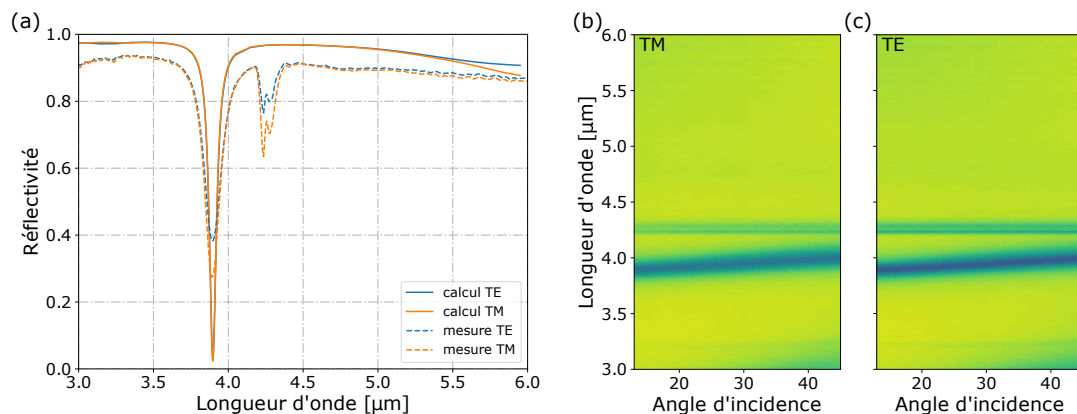 (a)
1.0
0.8
0.6
0.4
0.2
0.0
Réflectivité
3.0 3.5 4.0 4.5 5.0 5.5 6.0
Longueur d'onde [µm]
calcul TE
calcul TM
mesure TE
mesure TM
(b)
TM
6.0
5.5
5.0
4.5
4.0
3.5
3.0
Longueur d'onde [µm]
20 30 40
Angle d'incidence
(c)
TE
20 30 40
Angle d'incidence